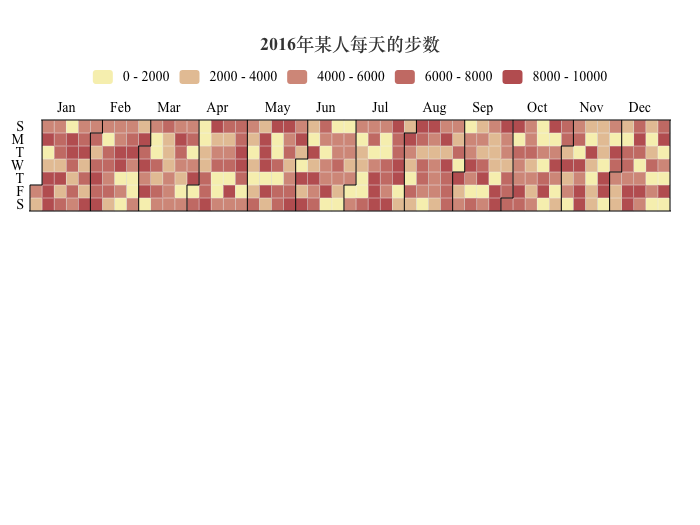 2016年某人每天的步数
0 - 2000 2000 - 4000 4000 - 6000 6000 - 8000 8000 - 10000
Jan Feb Mar Apr May Jun Jul Aug Sep Oct Nov Dec
S
M
T
W
T
F
S